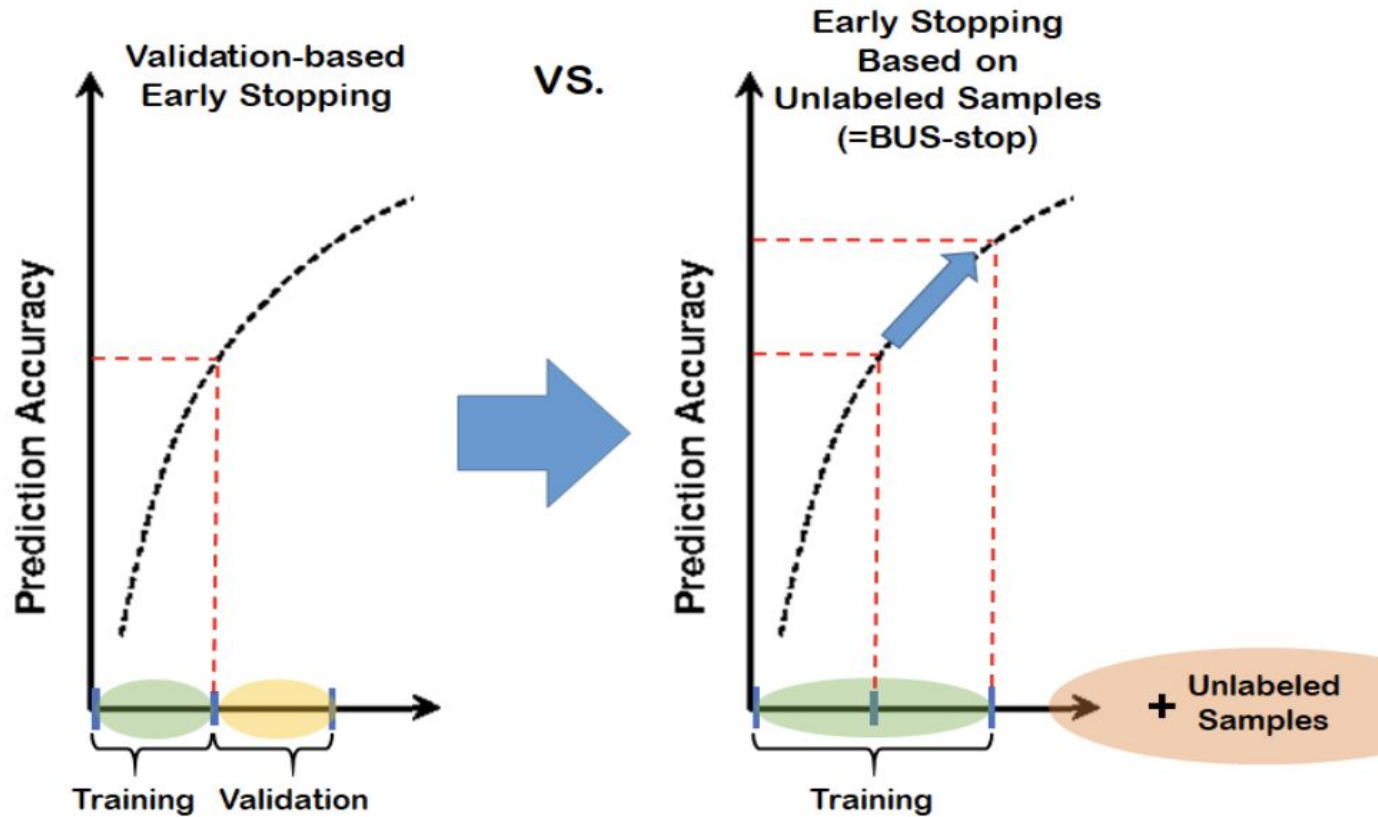 Validation-based
Early Stopping
VS.
Early Stopping
Based on
Unlabeled Samples
(=BUS-stop)
Prediction Accuracy
Prediction Accuracy
Training
Validation
Training
+ Unlabeled
Samples